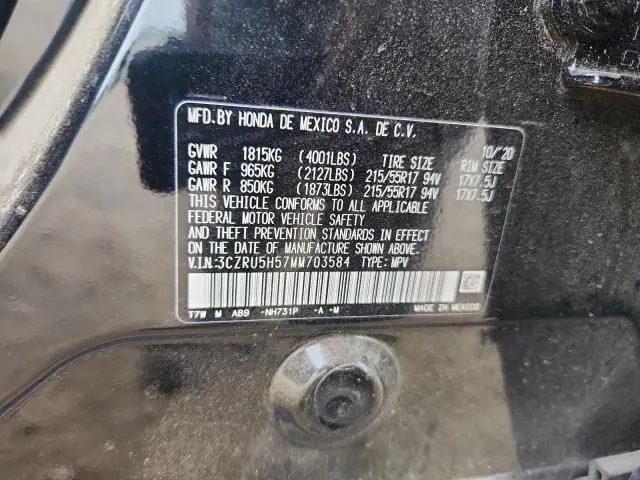 MFD.BY HONDA DE MEXICO S.A. DE C.V.
GVWR 1815KG (4001LBS) TIRE SIZE 10/'20 RIM SIZE
GAWR F 965KG (2127LBS) 215/55R17 94V 17X7.5J
GAWR R 850KG (1873LBS) 215/55R17 94V 17X7.5J
THIS VEHICLE CONFORMS TO ALL APPLICABLE
FEDERAL MOTOR VEHICLE SAFETY
AND THEFT PREVENTION STANDARDS IN EFFECT
ON THE DATE OF MANUFACTURE SHOWN ABOVE.
V.I.N.:3CZRU5H57MM703584 TYPE: MPV
T7W M AB9 -NH731P -A -M MADE IN MEXICO